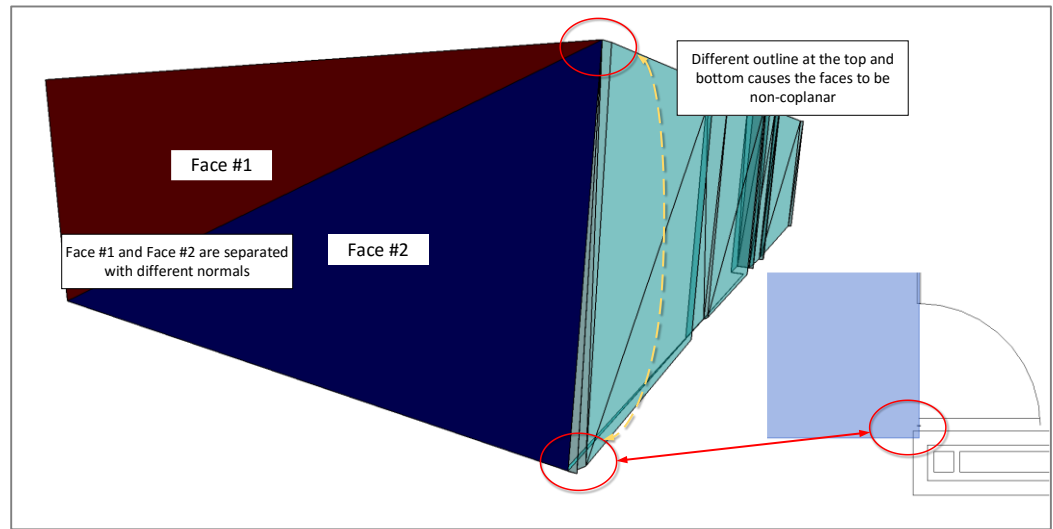 Different outline at the top and
bottom causes the faces to be
non-coplanar
Face #1
Face #1 and Face #2 are separated
with different normals
Face #2